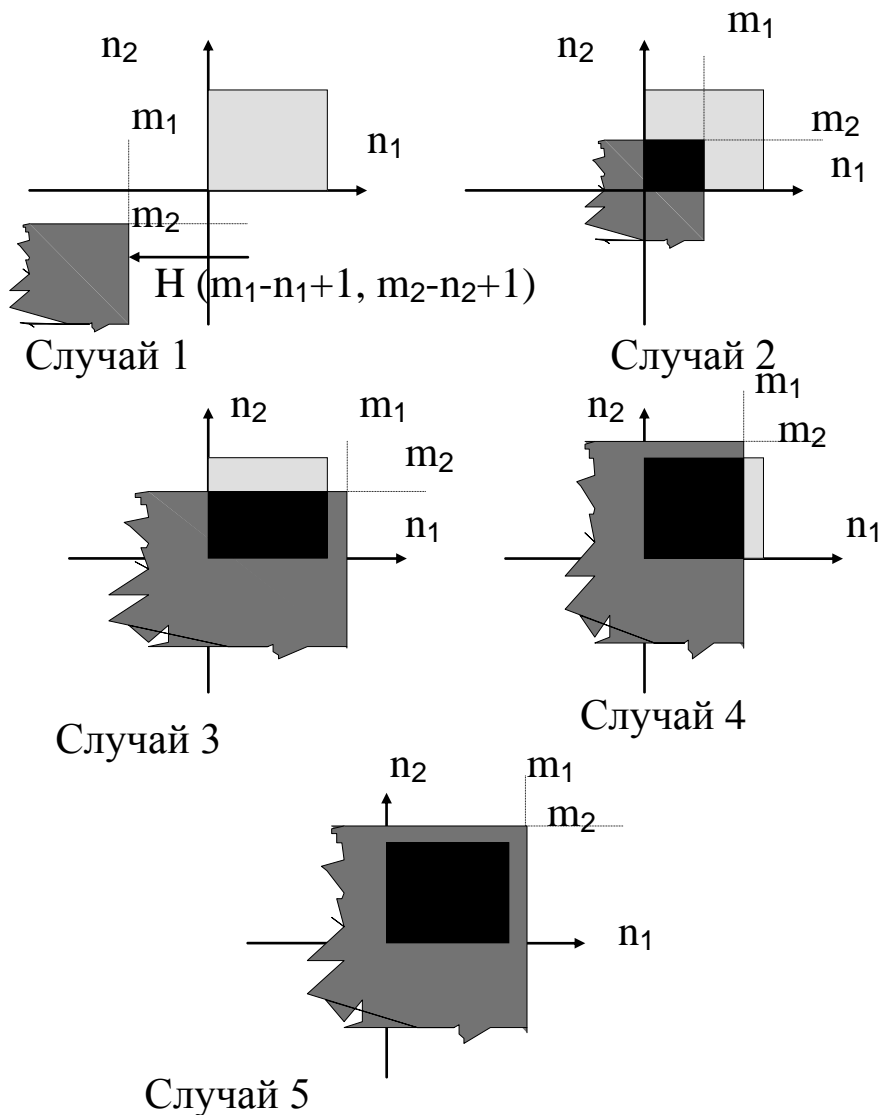 n₂
m₁
n₁
m₂
H (m₁-n₁+1, m₂-n₂+1)
Случай 1
m₁
n₂
m₂
n₁
Случай 2
n₂
m₁
m₂
n₁
Случай 3
m₁
n₂
m₂
n₁
Случай 4
n₂
m₁
m₂
n₁
Случай 5